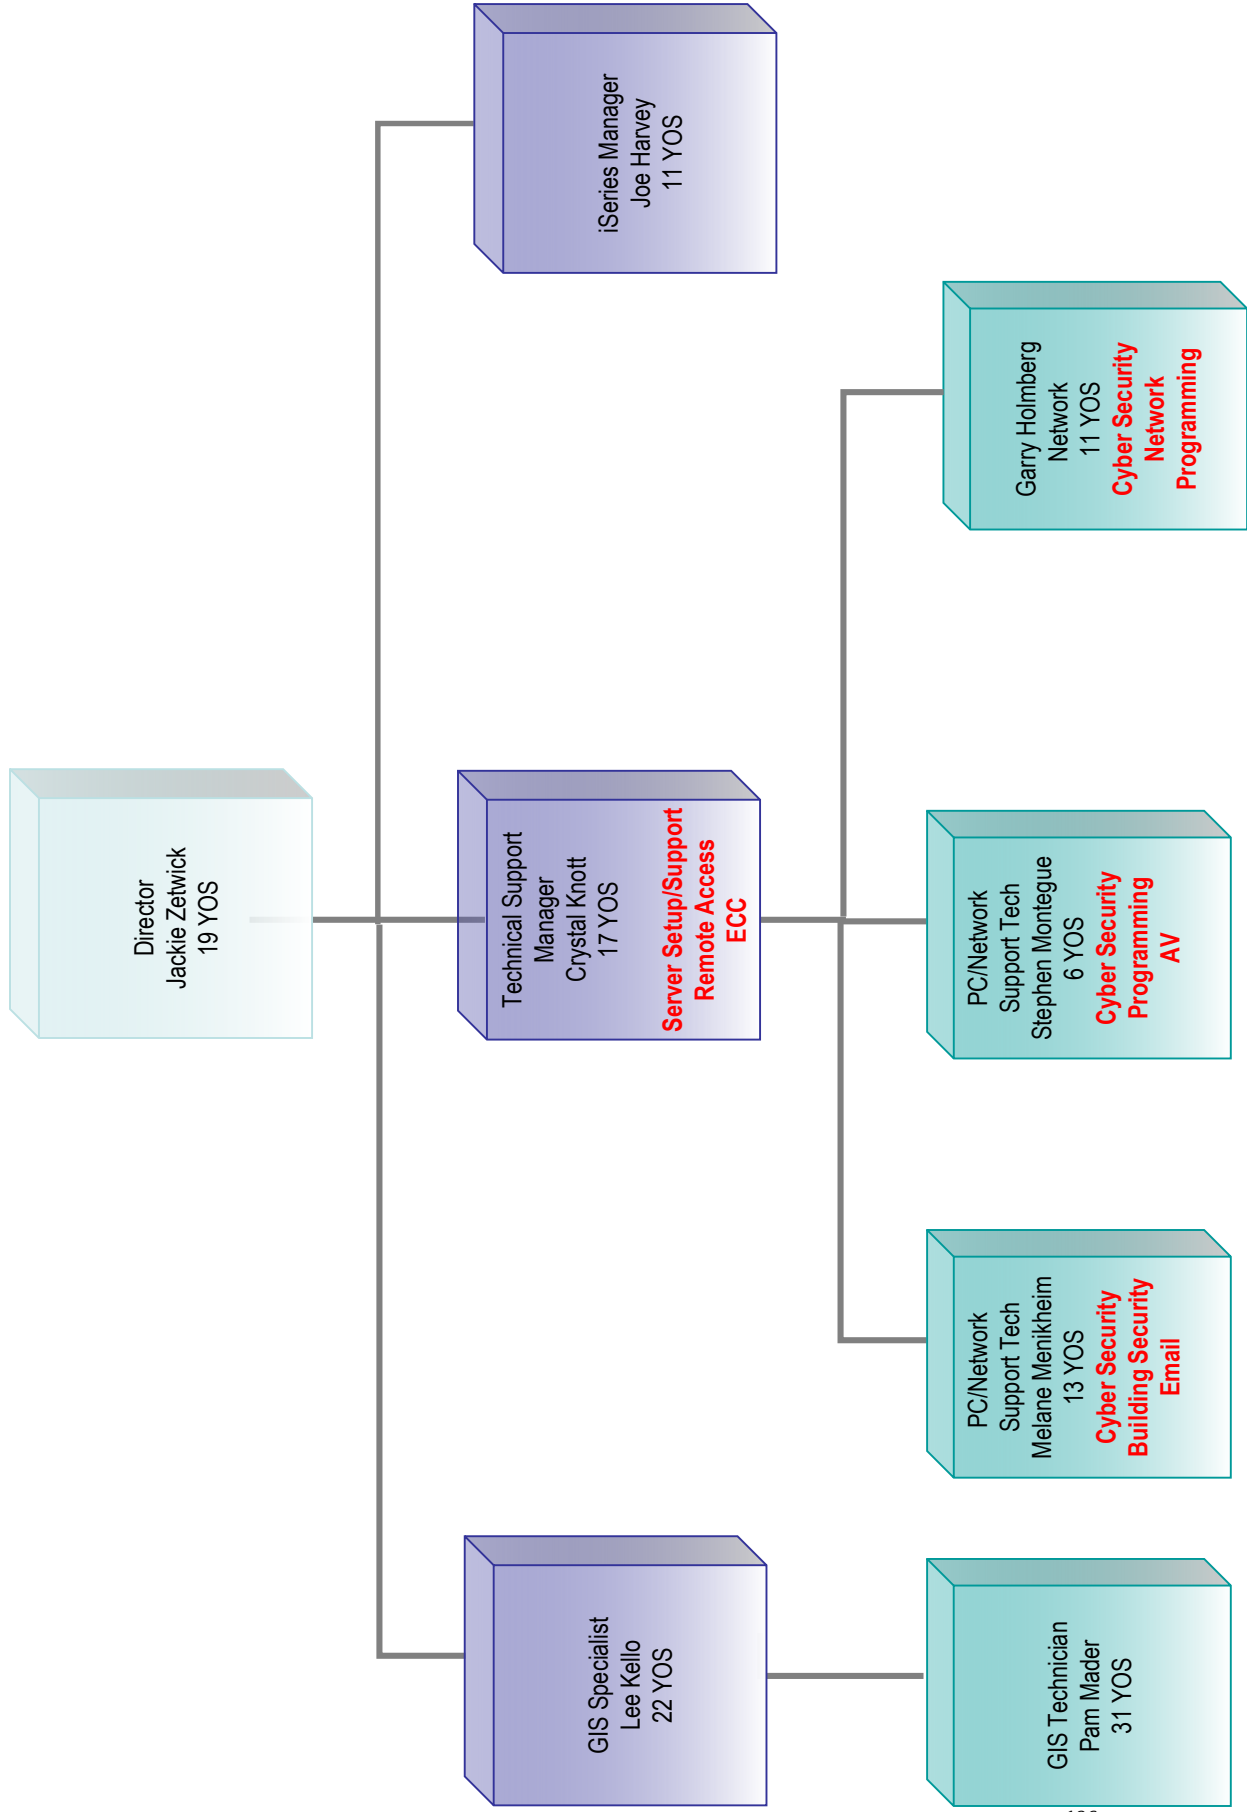 Director
Jackie Zetwick
19 YOS
GIS Specialist
Lee Kello
22 YOS
Technical Support
Manager
Crystal Knott
17 YOS
Server Setup/Support
Remote Access
ECC
iSeries Manager
Joe Harvey
11 YOS
GIS Technician
Pam Mader
31 YOS
PC/Network
Support Tech
Melane Menikheim
13 YOS
Cyber Security
Building Security
Email
PC/Network
Support Tech
Stephen Montegue
6 YOS
Cyber Security
Programming
AV
Garry Holmberg
Network
11 YOS
Cyber Security
Network
Programming